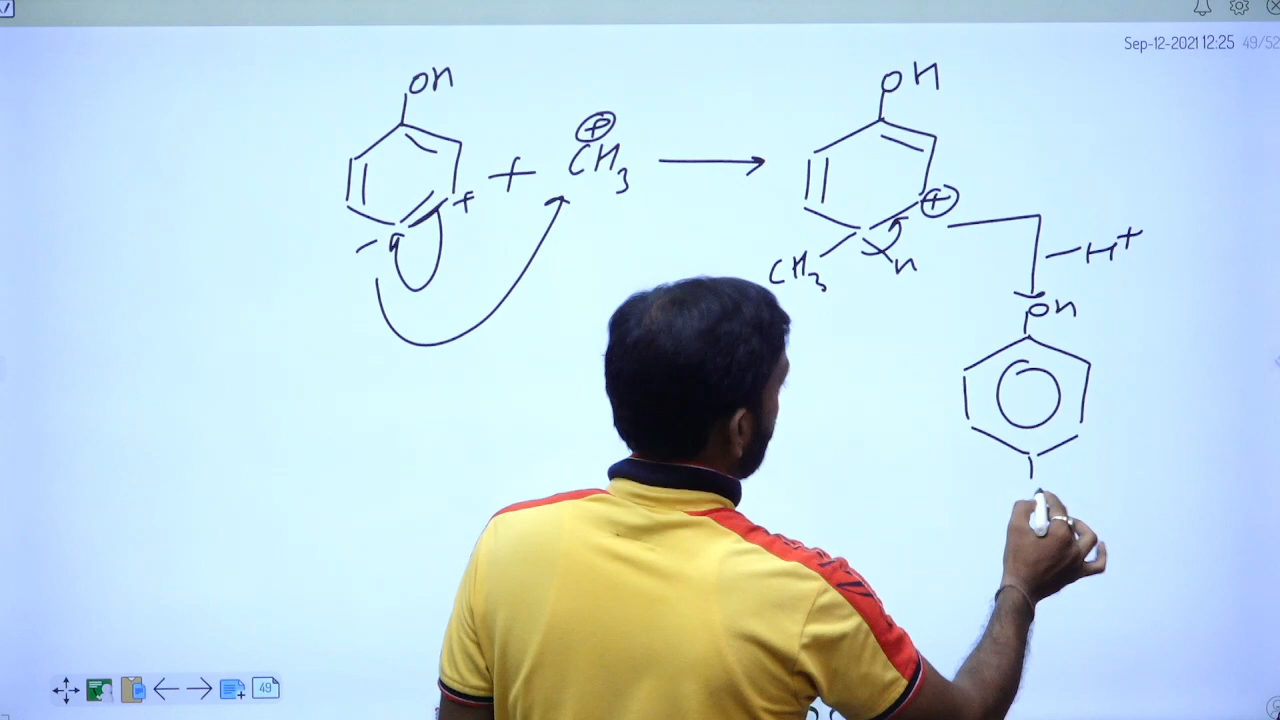 Sep-12-2021 12:25 49/52
OH
OH
+ CH3 ⊕
+
⊕
CH3
H
-H+
OH
49